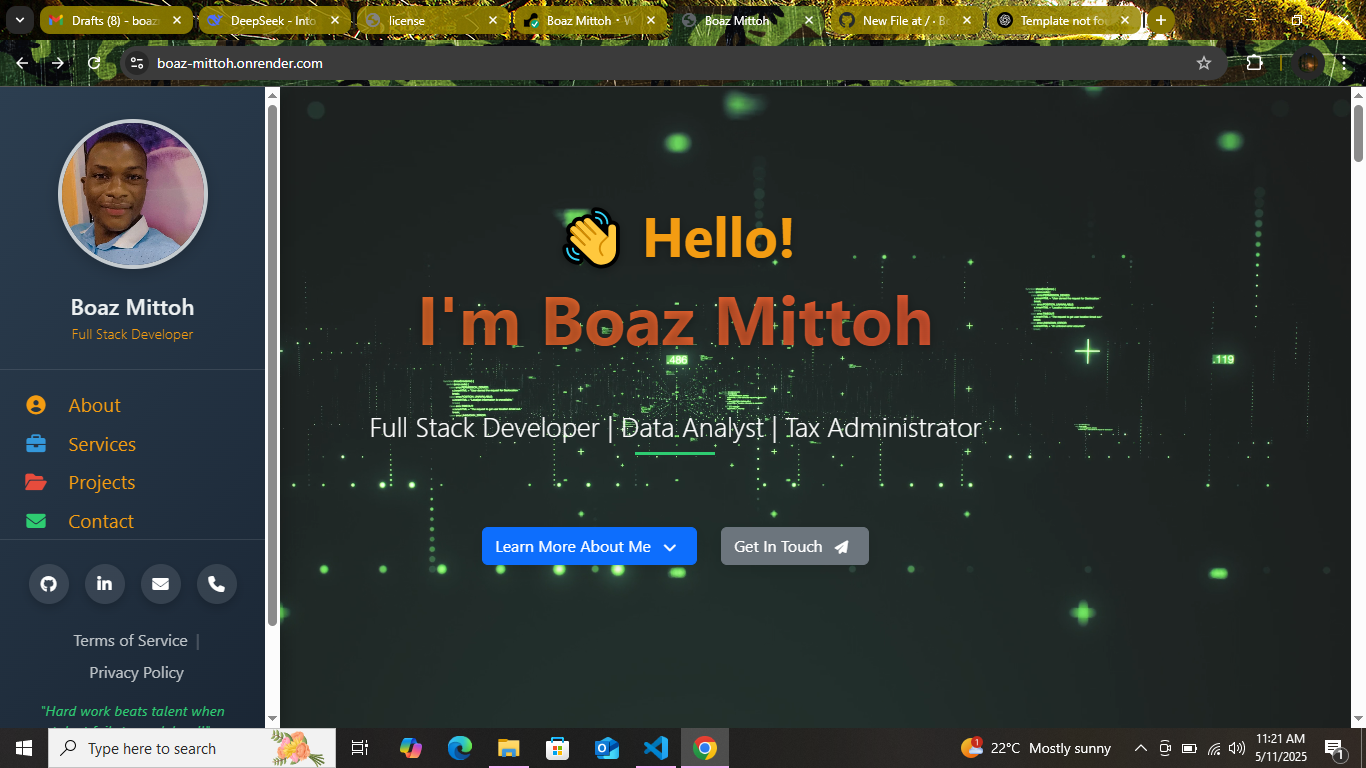 Drafts (8) - boaz
DeepSeek - Into
license
Boaz Mittoh · W
Boaz Mittoh
New File at / · B
Template not fou
boaz-mittoh.onrender.com
Boaz Mittoh
Full Stack Developer
About
Services
Projects
Contact
Terms of Service |
Privacy Policy
"Hard work beats talent when
Hello!
I'm Boaz Mittoh
.486
.119
Full Stack Developer | Data Analyst | Tax Administrator
Learn More About Me
Get In Touch
Type here to search
1
22°C Mostly sunny
11:21 AM
5/11/2025
1